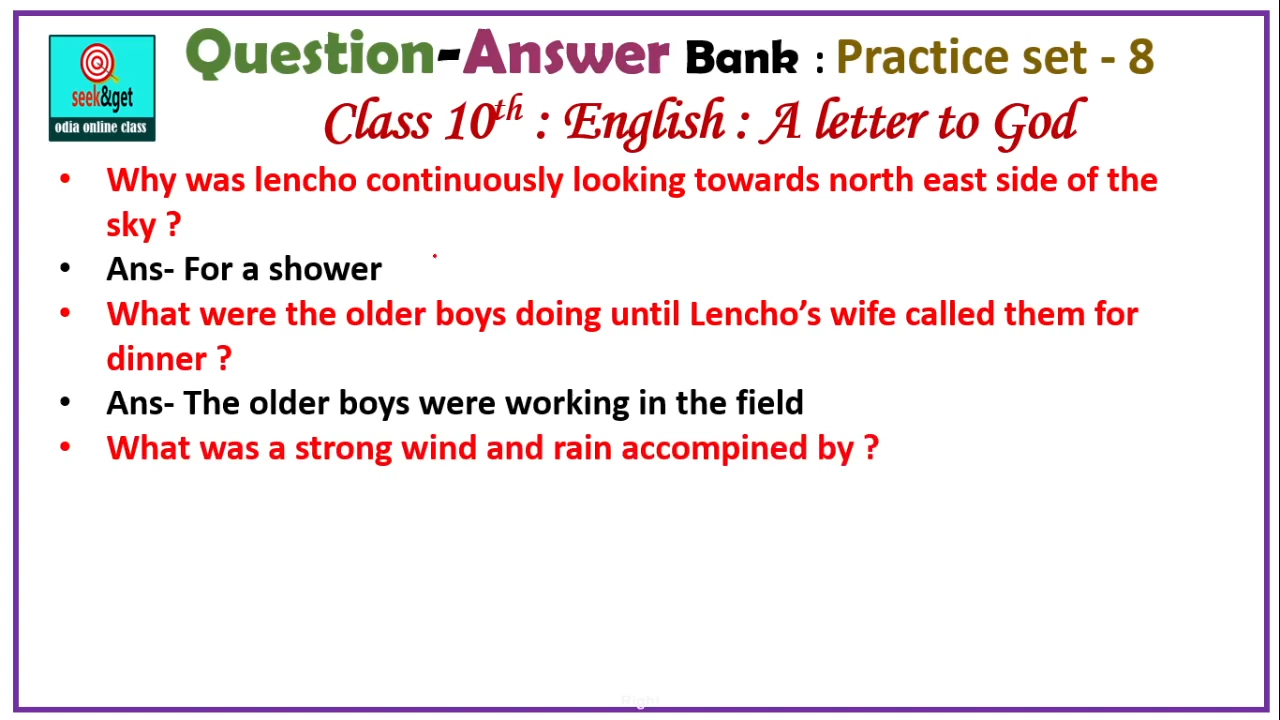 seek&get
odia online class
Question-Answer Bank : Practice set - 8
Class 10th : English : A letter to God
• Why was lencho continuously looking towards north east side of the
sky ?
• Ans- For a shower
• What were the older boys doing until Lencho’s wife called them for
dinner ?
• Ans- The older boys were working in the field
• What was a strong wind and rain accompined by ?
Right